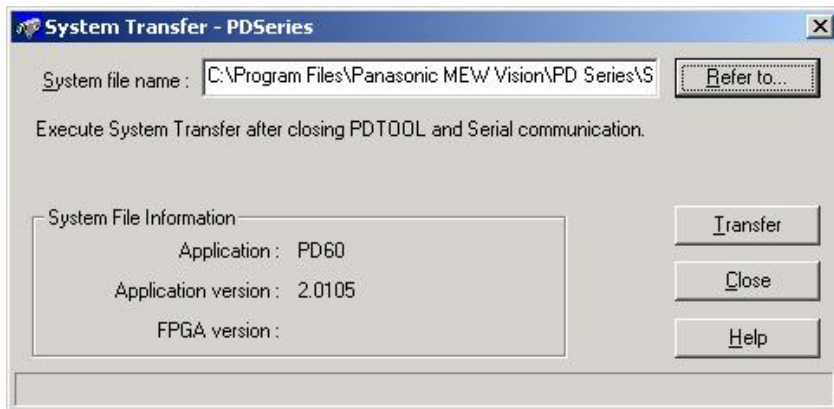 System Transfer - PDSeries
System file name : C:\Program Files\Panasonic MEW Vision\PD Series\S Refer to...
Execute System Transfer after closing PDTOOL and Serial communication.
System File Information
Transfer
Application : PD60
Application version : 2.0105
Close
FPGA version :
Help